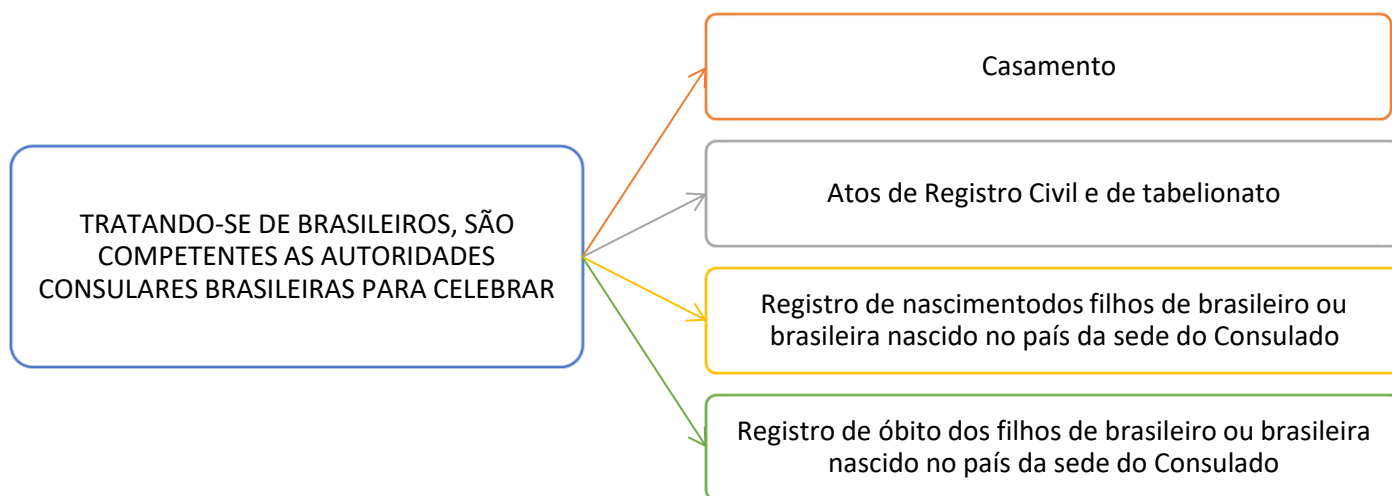 TRATANDO-SE DE BRASILEIROS, SÃO
COMPETENTES AS AUTORIDADES
CONSULARES BRASILEIRAS PARA CELEBRAR
Casamento
Atos de Registro Civil e de tabelionato
Registro de nascimentodos filhos de brasileiro ou
brasileira nascido no país da sede do Consulado
Registro de óbito dos filhos de brasileiro ou brasileira
nascido no país da sede do Consulado